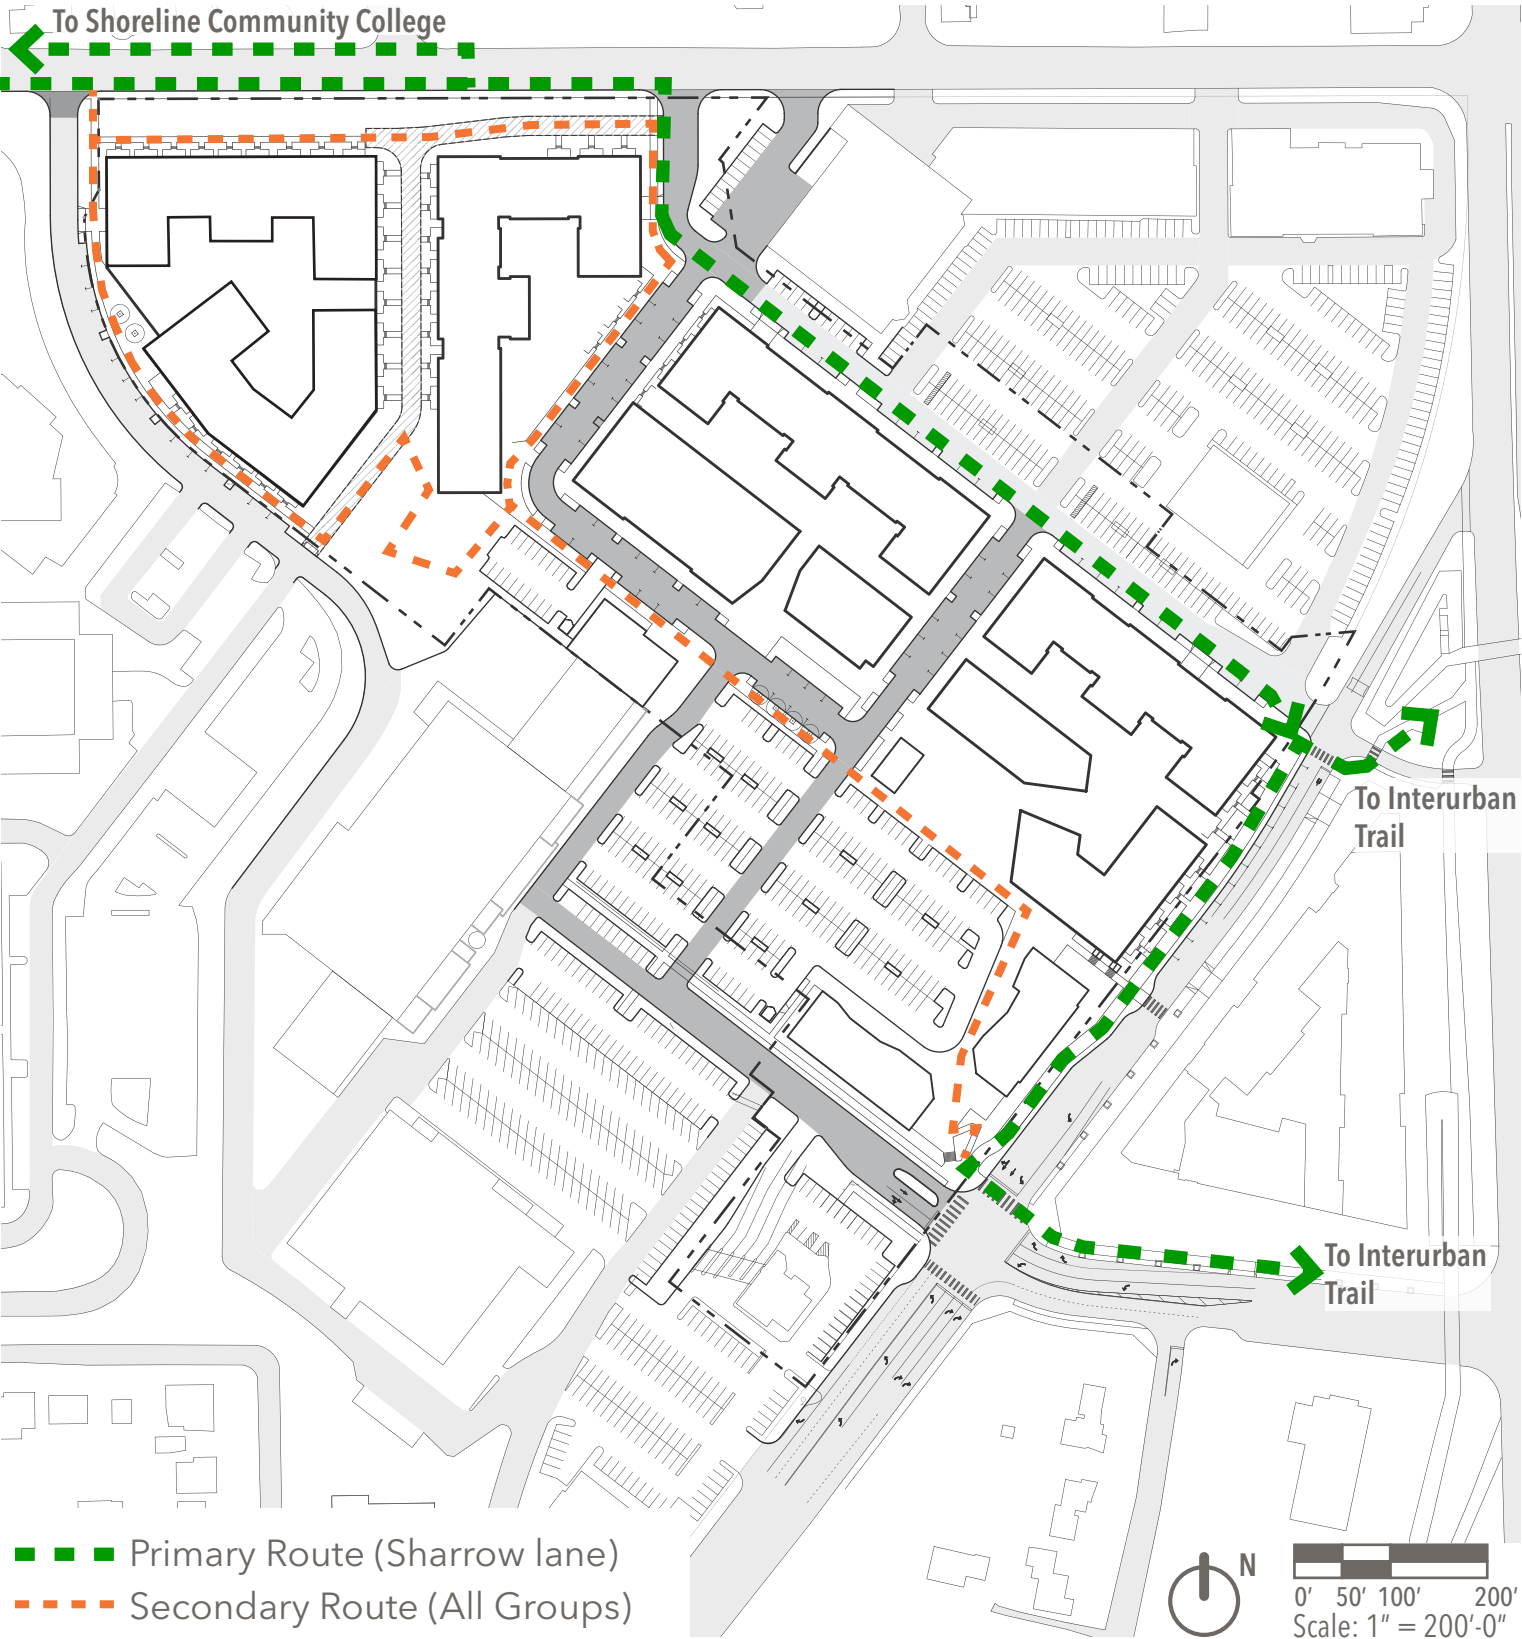 To Shoreline Community College
To Interurban
Trail
To Interurban
Trail
Primary Route (Sharrow lane)
Secondary Route (All Groups)
N
0' 50' 100' 200'
Scale: 1" = 200'-0"